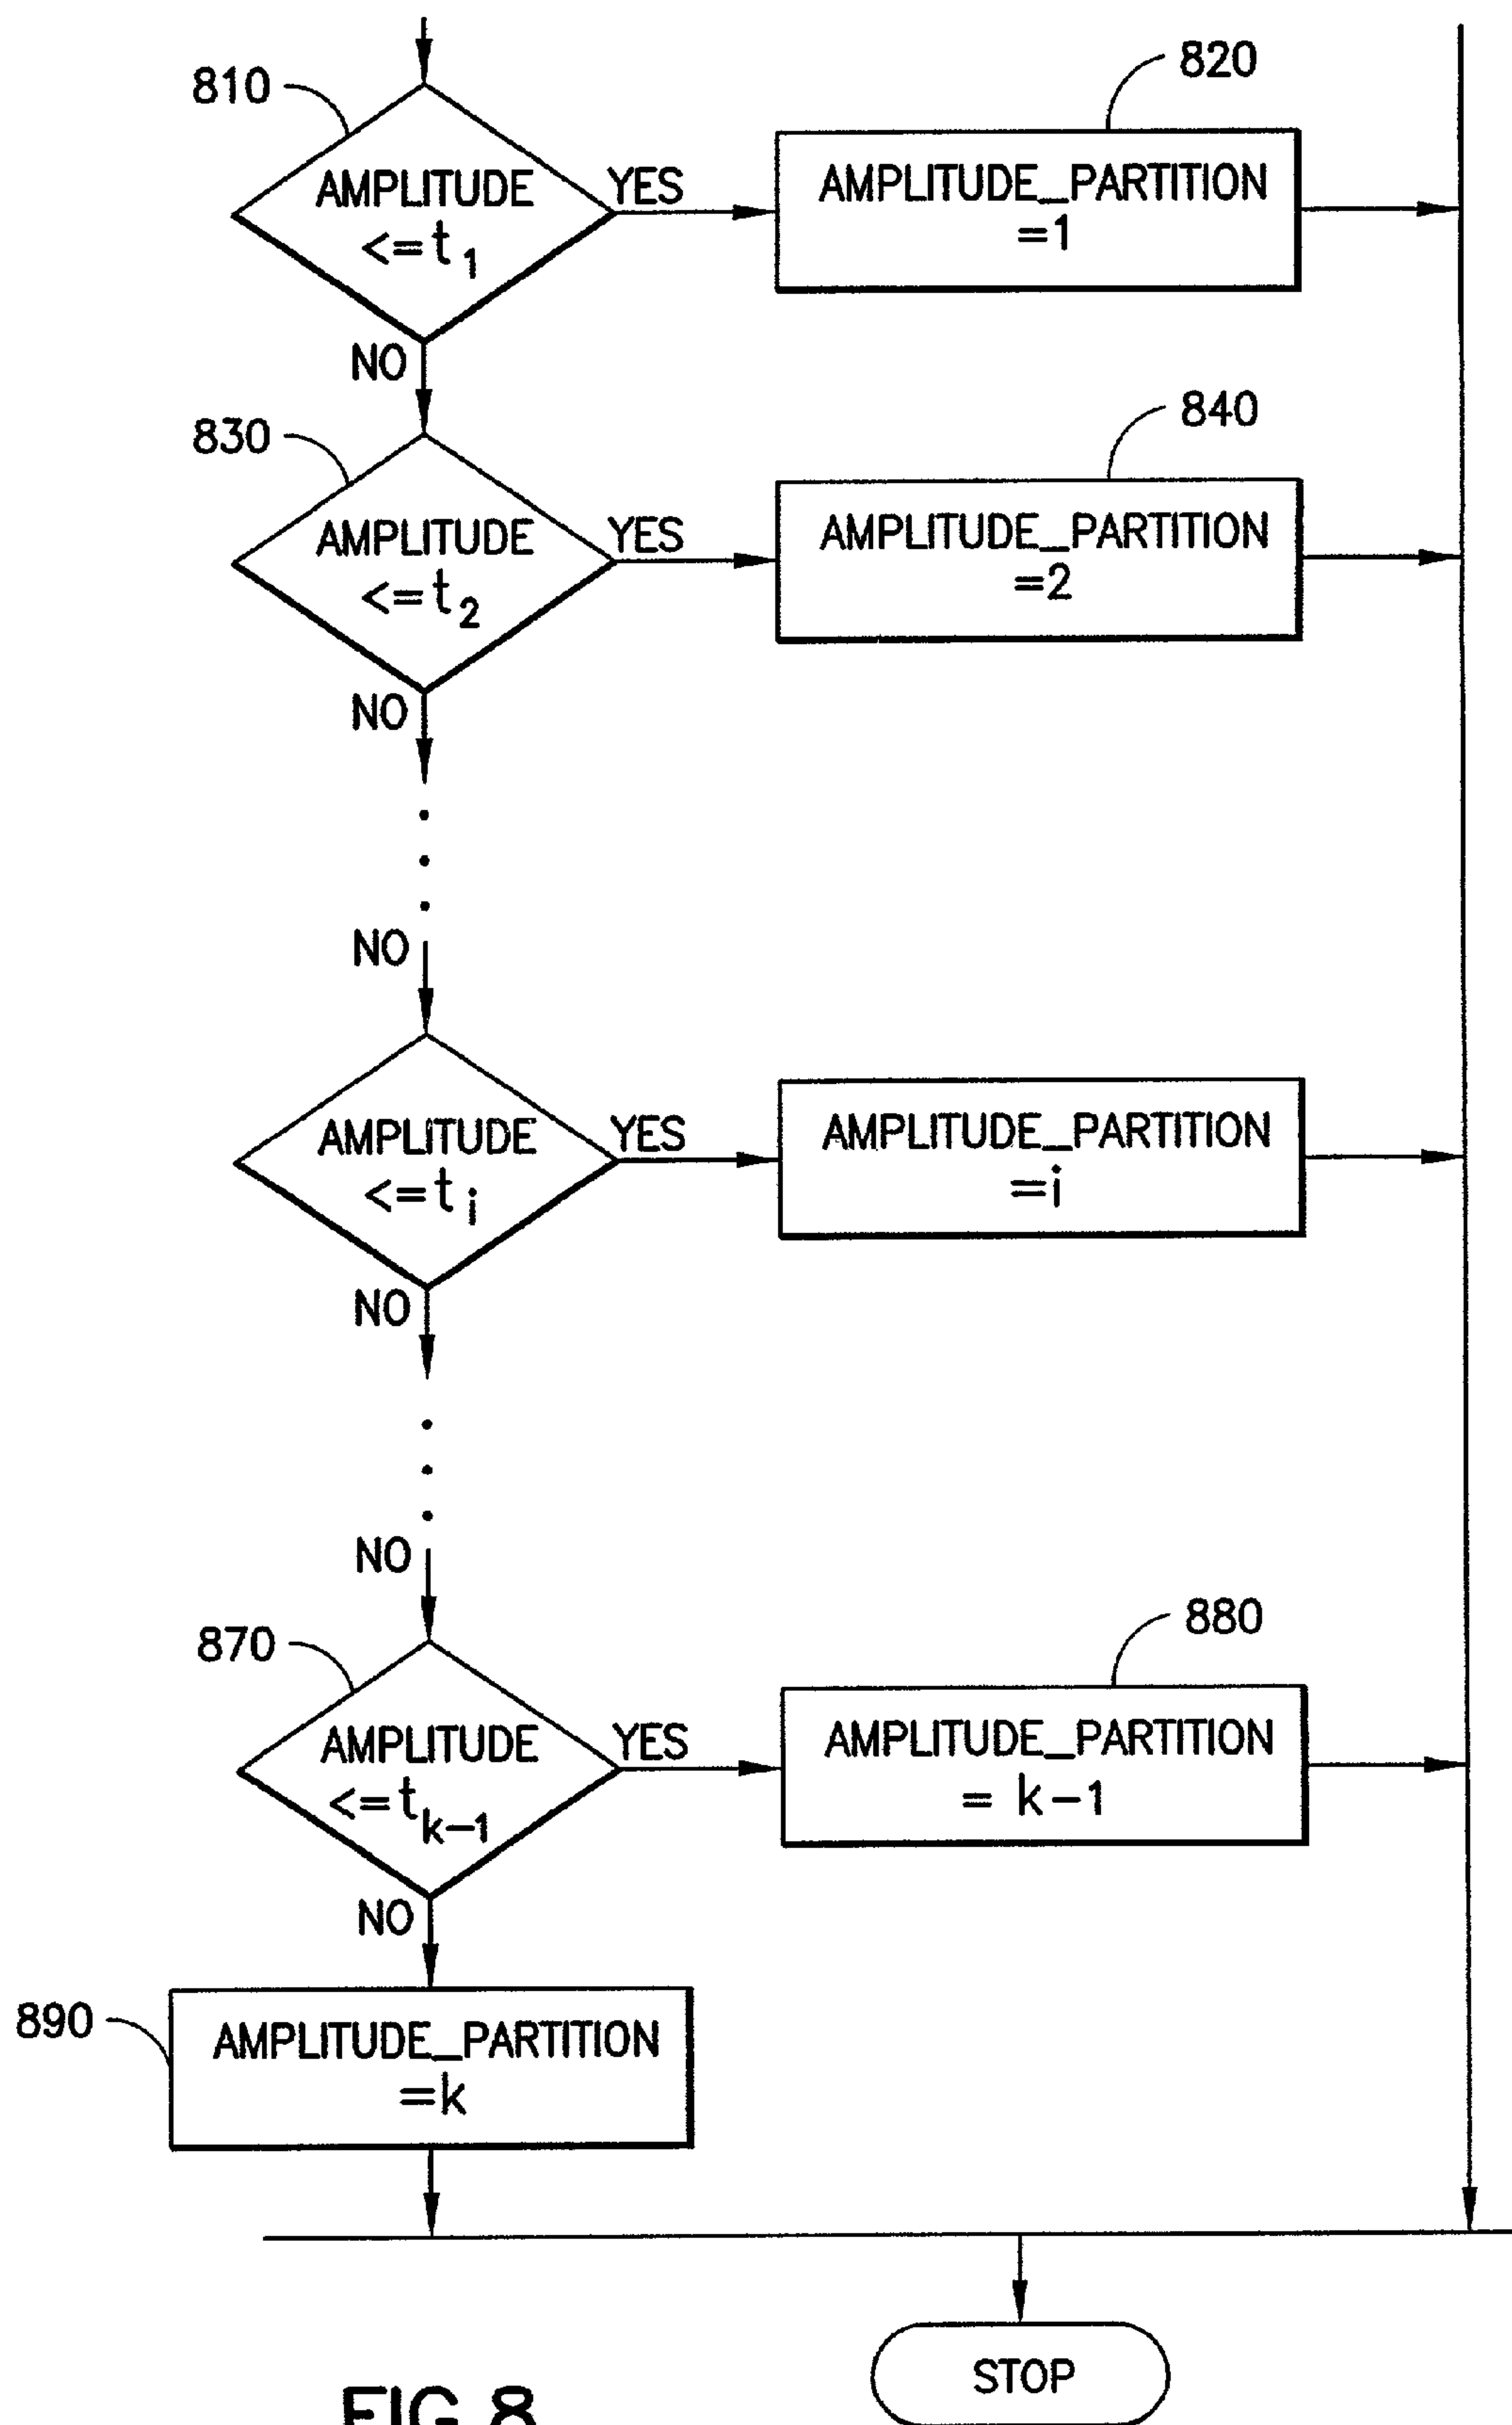 810
820
AMPLITUDE
<=t1
YES
AMPLITUDE_PARTITION
=1
NO
830
840
AMPLITUDE
<=t2
YES
AMPLITUDE_PARTITION
=2
NO
NO
AMPLITUDE
<=ti
YES
AMPLITUDE_PARTITION
=i
NO
NO
870
880
AMPLITUDE
<=tk-1
YES
AMPLITUDE_PARTITION
= k-1
NO
890
AMPLITUDE_PARTITION
=k
STOP
FIG.8